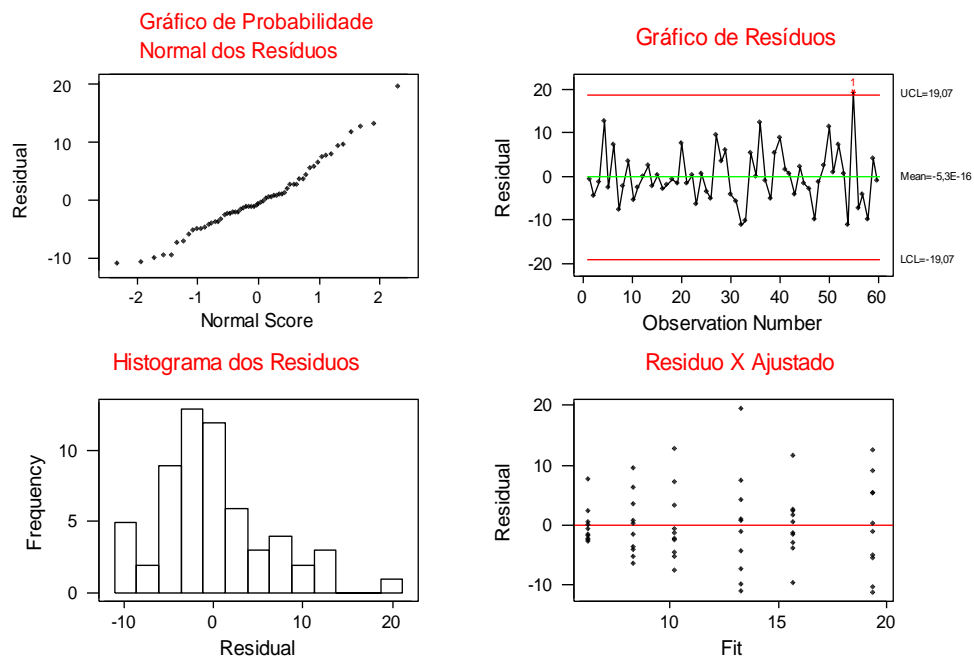 Gráfico de Probabilidade
Normal dos Resíduos
20
10
0
-10
Residual
-2
-1
0
1
2
Normal Score
Gráfico de Resíduos
1
20
10
0
-10
-20
Residual
UCL=19,07
Mean=-5,3E-16
LCL=-19,07
0
10
20
30
40
50
60
Observation Number
Histograma dos Residuos
10
5
0
Frequency
-10
0
10
20
Residual
Residuo X Ajustado
20
10
0
-10
Residual
10
15
20
Fit